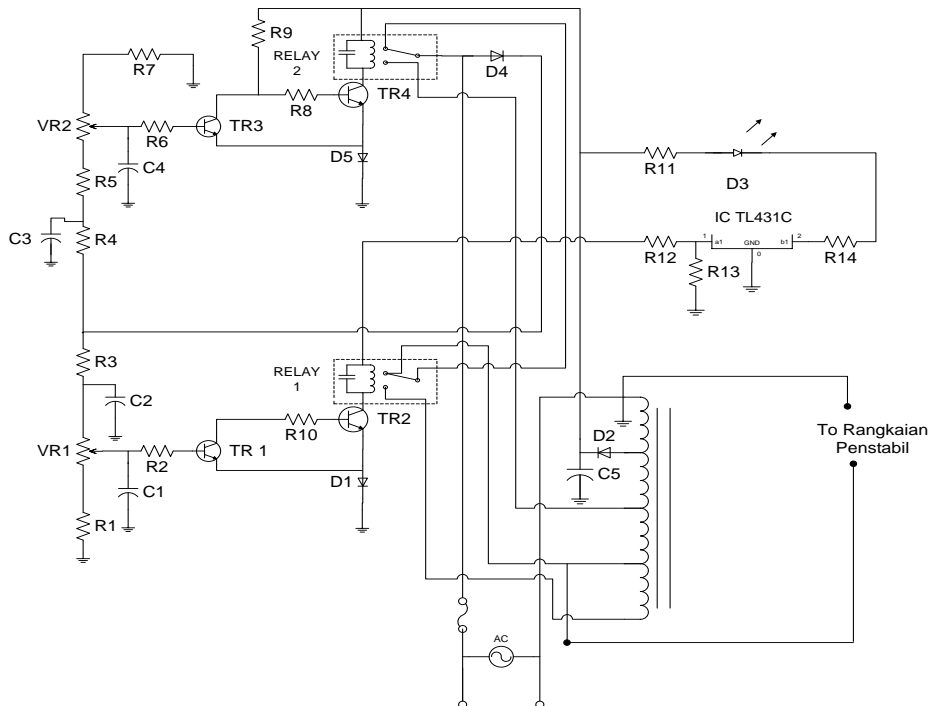 R9
R7
RELAY
2
D4
VR2
R6
TR3
R8
TR4
C4
D5
R5
C3
R4
R11
D3
IC TL431C
1
a1
GND
b1
2
0
R12
R13
R14
R3
RELAY
1
C2
VR1
R2
TR 1
R10
TR2
C1
D1
R1
D2
C5
To Rangkaian
Penstabil
AC